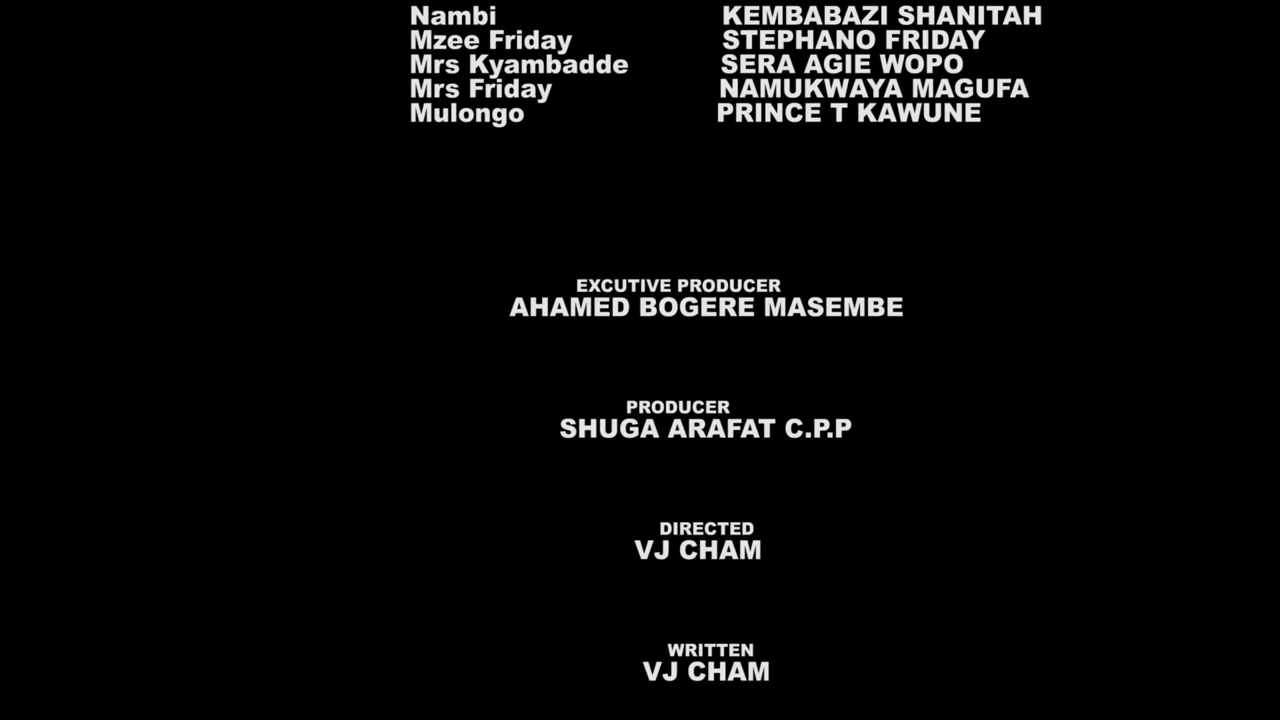 Nambi KEMBABAZI SHANITAH
Mzee Friday STEPHANO FRIDAY
Mrs Kyambadde SERA AGIE WOPO
Mrs Friday NAMUKWAYA MAGUFA
Mulongo PRINCE T KAWUNE
EXCUTIVE PRODUCER
AHAMED BOGERE MASEMBE
PRODUCER
SHUGA ARAFAT C.P.P
DIRECTED
VJ CHAM
WRITTEN
VJ CHAM